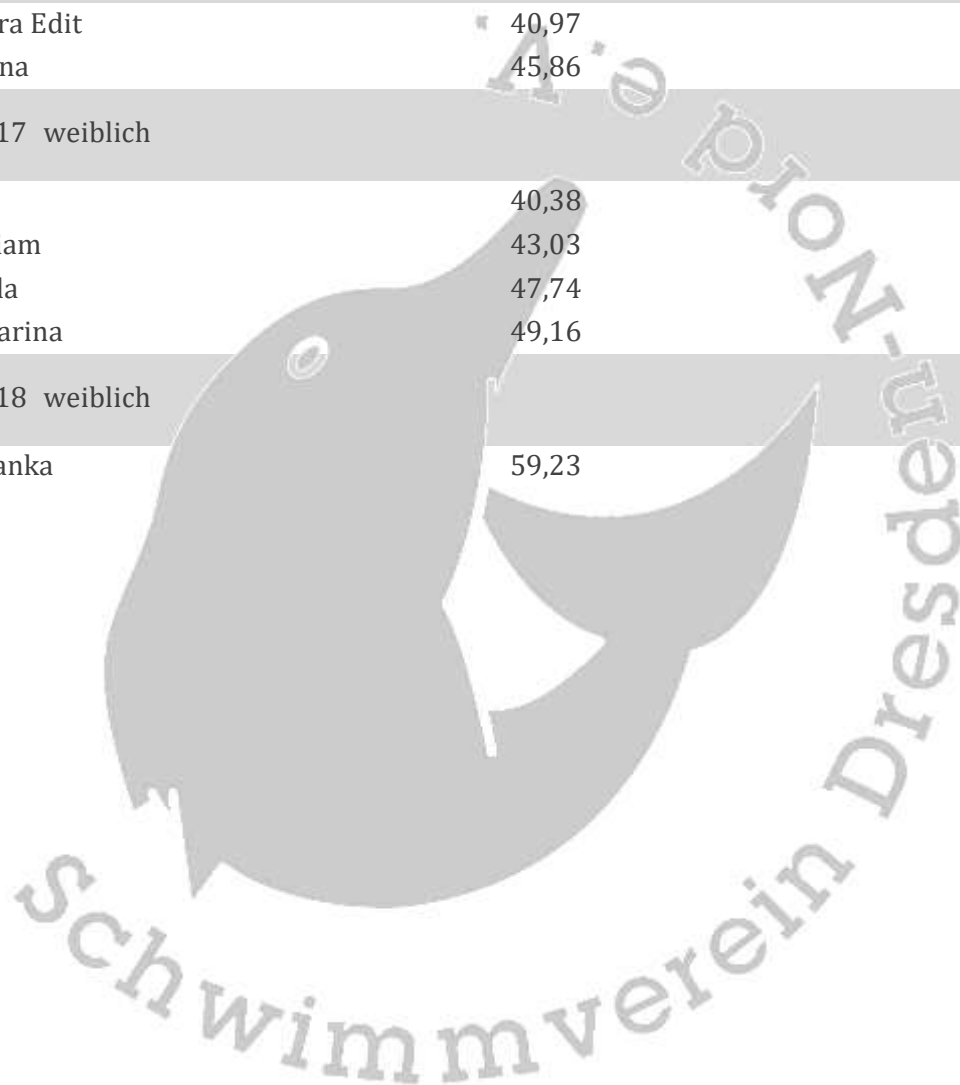 ra Edit 40,97
na 45,86
17 weiblich
40,38
iam 43,03
la 47,74
arina 49,16
18 weiblich
anka 59,23
Schwimmverein Dresden-Nord e.V.